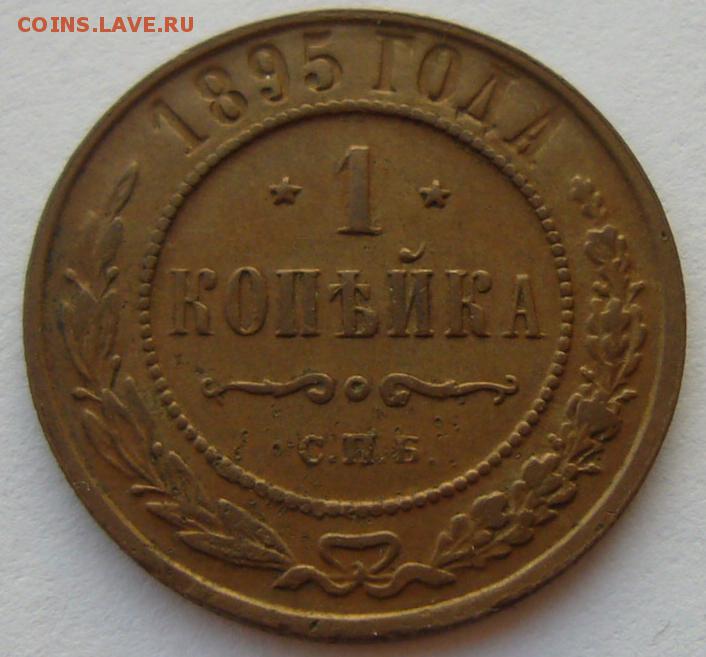 COINS.LAVE.RU
1895 ГОДА
1
КОПѢЙКА
С.П.Б.